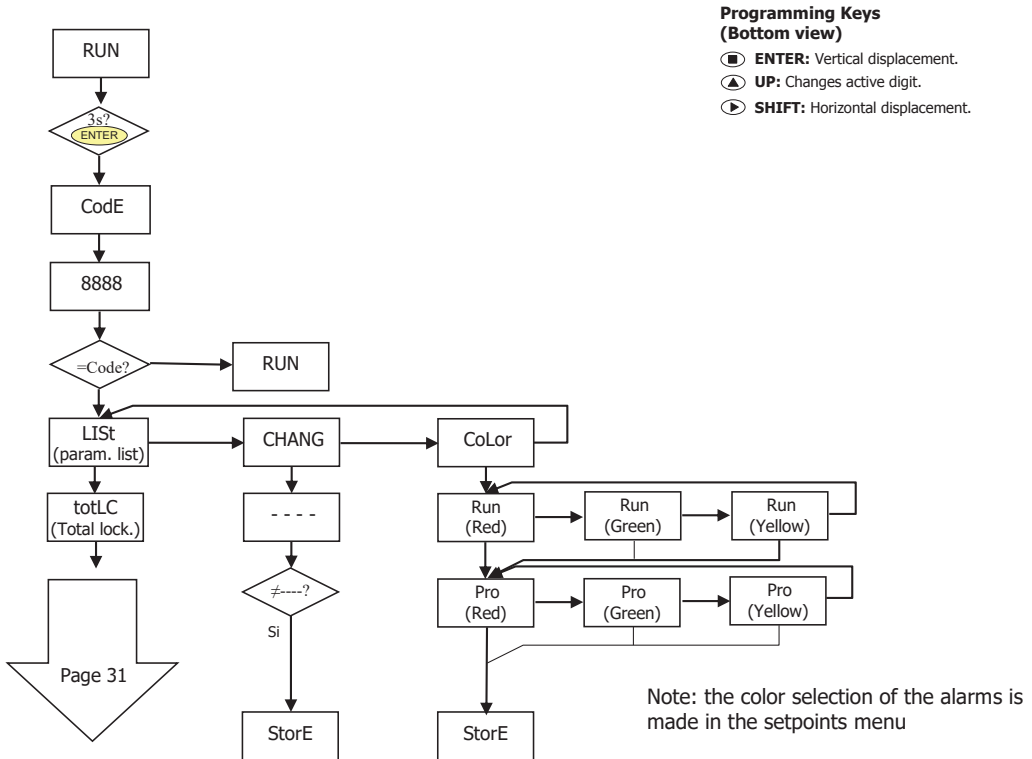 Programming Keys
(Bottom view)
ENTER: Vertical displacement.
UP: Changes active digit.
SHIFT: Horizontal displacement.
RUN
3s?
ENTER
CodE
8888
=Code?
RUN
LISt
(param. list)
CHANG
CoLor
totLC
(Total lock.)
- - - -
Run
(Red)
Run
(Green)
Run
(Yellow)
≠----?
Pro
(Red)
Pro
(Green)
Pro
(Yellow)
Si
Page 31
StorE
StorE
Note: the color selection of the alarms is
made in the setpoints menu